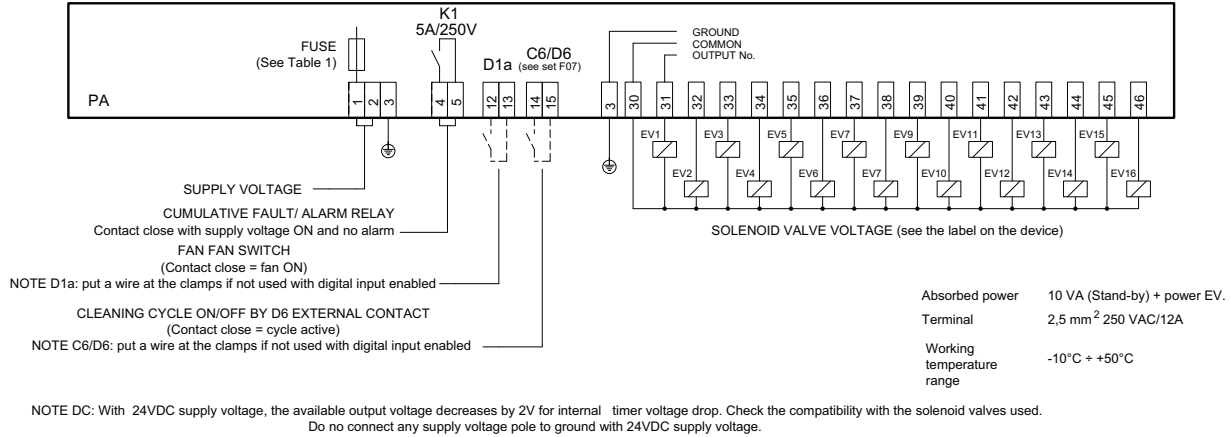 K1
5A/250V
FUSE
(See Table 1)
D1a
C6/D6
(see set F07)
GROUND
COMMON
OUTPUT No.
PA
1
2
3
4
5
12
13
14
15
3
30
31
32
33
34
35
36
37
38
39
40
41
42
43
44
45
46
EV1
EV3
EV5
EV7
EV9
EV11
EV13
EV15
EV2
EV4
EV6
EV7
EV10
EV12
EV14
EV16
SUPPLY VOLTAGE
CUMULATIVE FAULT/ ALARM RELAY
Contact close with supply voltage ON and no alarm
SOLENOID VALVE VOLTAGE (see the label on the device)
FAN FAN SWITCH
(Contact close = fan ON)
NOTE D1a: put a wire at the clamps if not used with digital input enabled
CLEANING CYCLE ON/OFF BY D6 EXTERNAL CONTACT
(Contact close = cycle active)
NOTE C6/D6: put a wire at the clamps if not used with digital input enabled
Absorbed power 10 VA (Stand-by) + power EV.
Terminal 2,5 mm² 250 VAC/12A
Working
temperature
range
-10°C ÷ +50°C
NOTE DC: With 24VDC supply voltage, the available output voltage decreases by 2V for internal timer voltage drop. Check the compatibility with the solenoid valves used.
Do no connect any supply voltage pole to ground with 24VDC supply voltage.